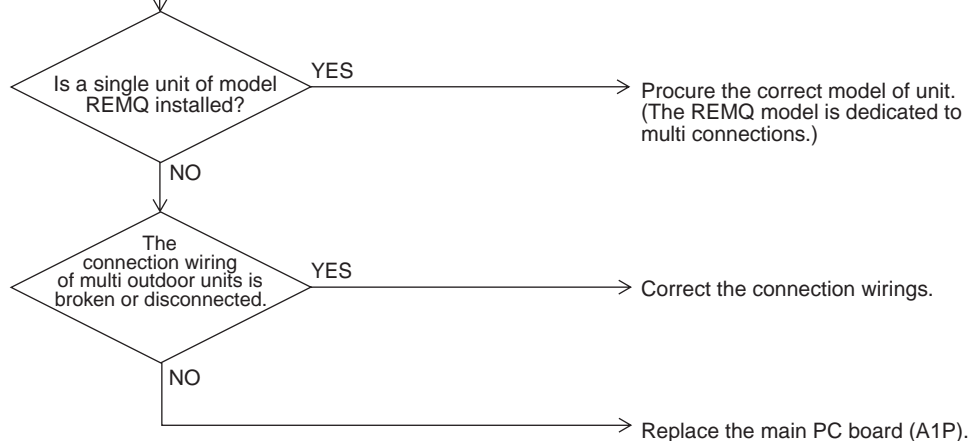 Is a single unit of model
REMQ installed?
YES
Procure the correct model of unit.
(The REMQ model is dedicated to
multi connections.)
NO
The
connection wiring
of multi outdoor units is
broken or disconnected.
YES
Correct the connection wirings.
NO
Replace the main PC board (A1P).